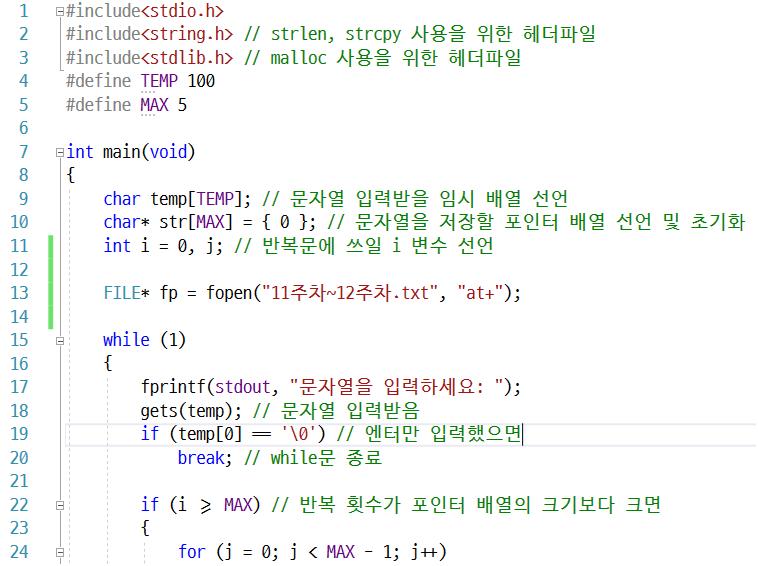 1 #include<stdio.h>
2 #include<string.h> // strlen, strcpy 사용을 위한 헤더파일
3 #include<stdlib.h> // malloc 사용을 위한 헤더파일
4 #define TEMP 100
5 #define MAX 5
6
7 int main(void)
8 {
9 char temp[TEMP]; // 문자열 입력받을 임시 배열 선언
10 char* str[MAX] = { 0 }; // 문자열을 저장할 포인터 배열 선언 및 초기화
11 int i = 0, j; // 반복문에 쓰일 i 변수 선언
12
13 FILE* fp = fopen("11주차~12주차.txt", "at+");
14
15 while (1)
16 {
17 fprintf(stdout, "문자열을 입력하세요: ");
18 gets(temp); // 문자열 입력받음
19 if (temp[0] == '\0') // 엔터만 입력했으면
20 break; // while문 종료
21
22 if (i >= MAX) // 반복 횟수가 포인터 배열의 크기보다 크면
23 {
24 for (j = 0; j < MAX - 1; j++)